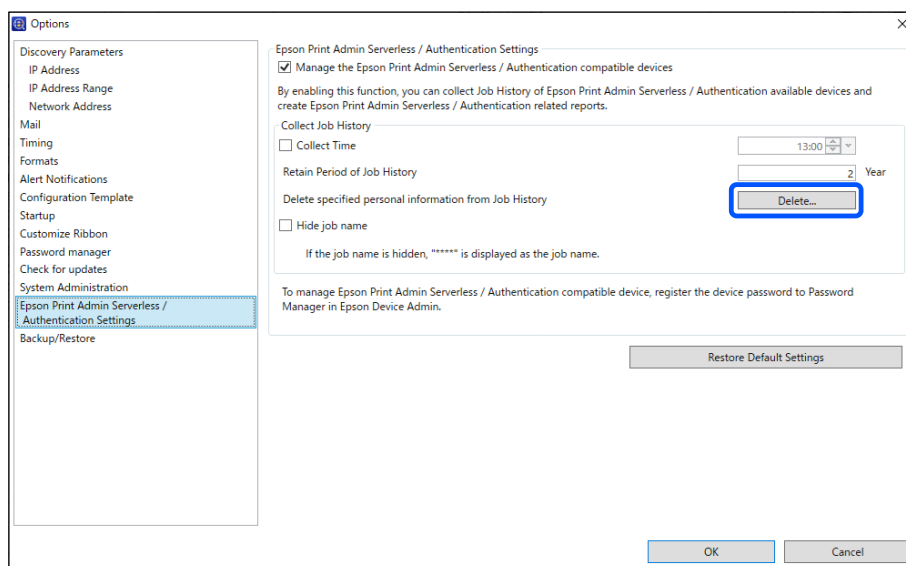 Options
Discovery Parameters
IP Address
IP Address Range
Network Address
Mail
Timing
Formats
Alert Notifications
Configuration Template
Startup
Customize Ribbon
Password manager
Check for updates
System Administration
Epson Print Admin Serverless /
Authentication Settings
Backup/Restore
Epson Print Admin Serverless / Authentication Settings
Manage the Epson Print Admin Serverless / Authentication compatible devices
By enabling this function, you can collect Job History of Epson Print Admin Serverless / Authentication available devices and
create Epson Print Admin Serverless / Authentication related reports.
Collect Job History
Collect Time 13:00
Retain Period of Job History 2 Year
Delete specified personal information from Job History Delete...
Hide job name
If the job name is hidden, "*****" is displayed as the job name.
To manage Epson Print Admin Serverless / Authentication compatible device, register the device password to Password
Manager in Epson Device Admin.
Restore Default Settings
OK Cancel